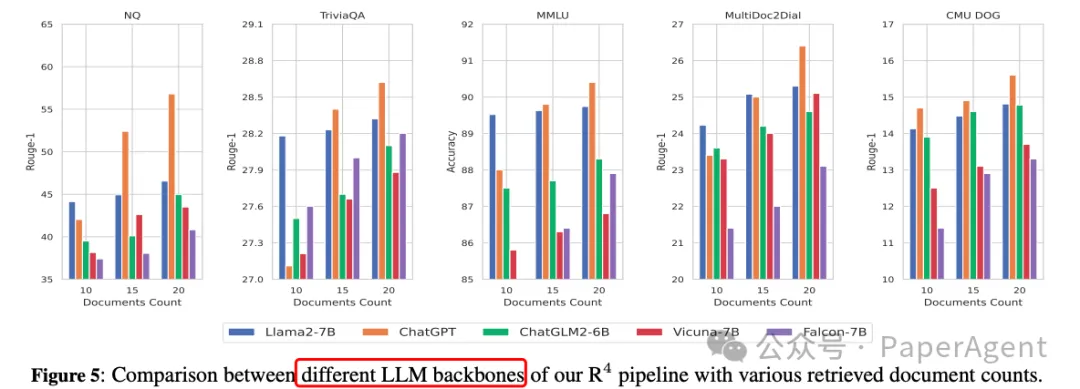 NQ
TriviaQA
MMLU
MultiDoc2Dial
CMU DOG
65
60
55
50
45
40
35
Rouge-1
10 15 20
Documents Count
29.1
28.8
28.5
28.2
27.9
27.6
27.3
27.0
Rouge-1
10 15 20
Documents Count
92
91
90
89
88
87
86
85
Accuracy
10 15 20
Documents Count
27
26
25
24
23
22
21
20
Rouge-1
10 15 20
Documents Count
17
16
15
14
13
12
11
10
Rouge-1
10 15 20
Documents Count
Llama2-7B ChatGPT ChatGLM2-6B Vicuna-7B Falcon-7B
公众号 · PaperAgent
Figure 5: Comparison between different LLM backbones of our R⁴ pipeline with various retrieved document counts.